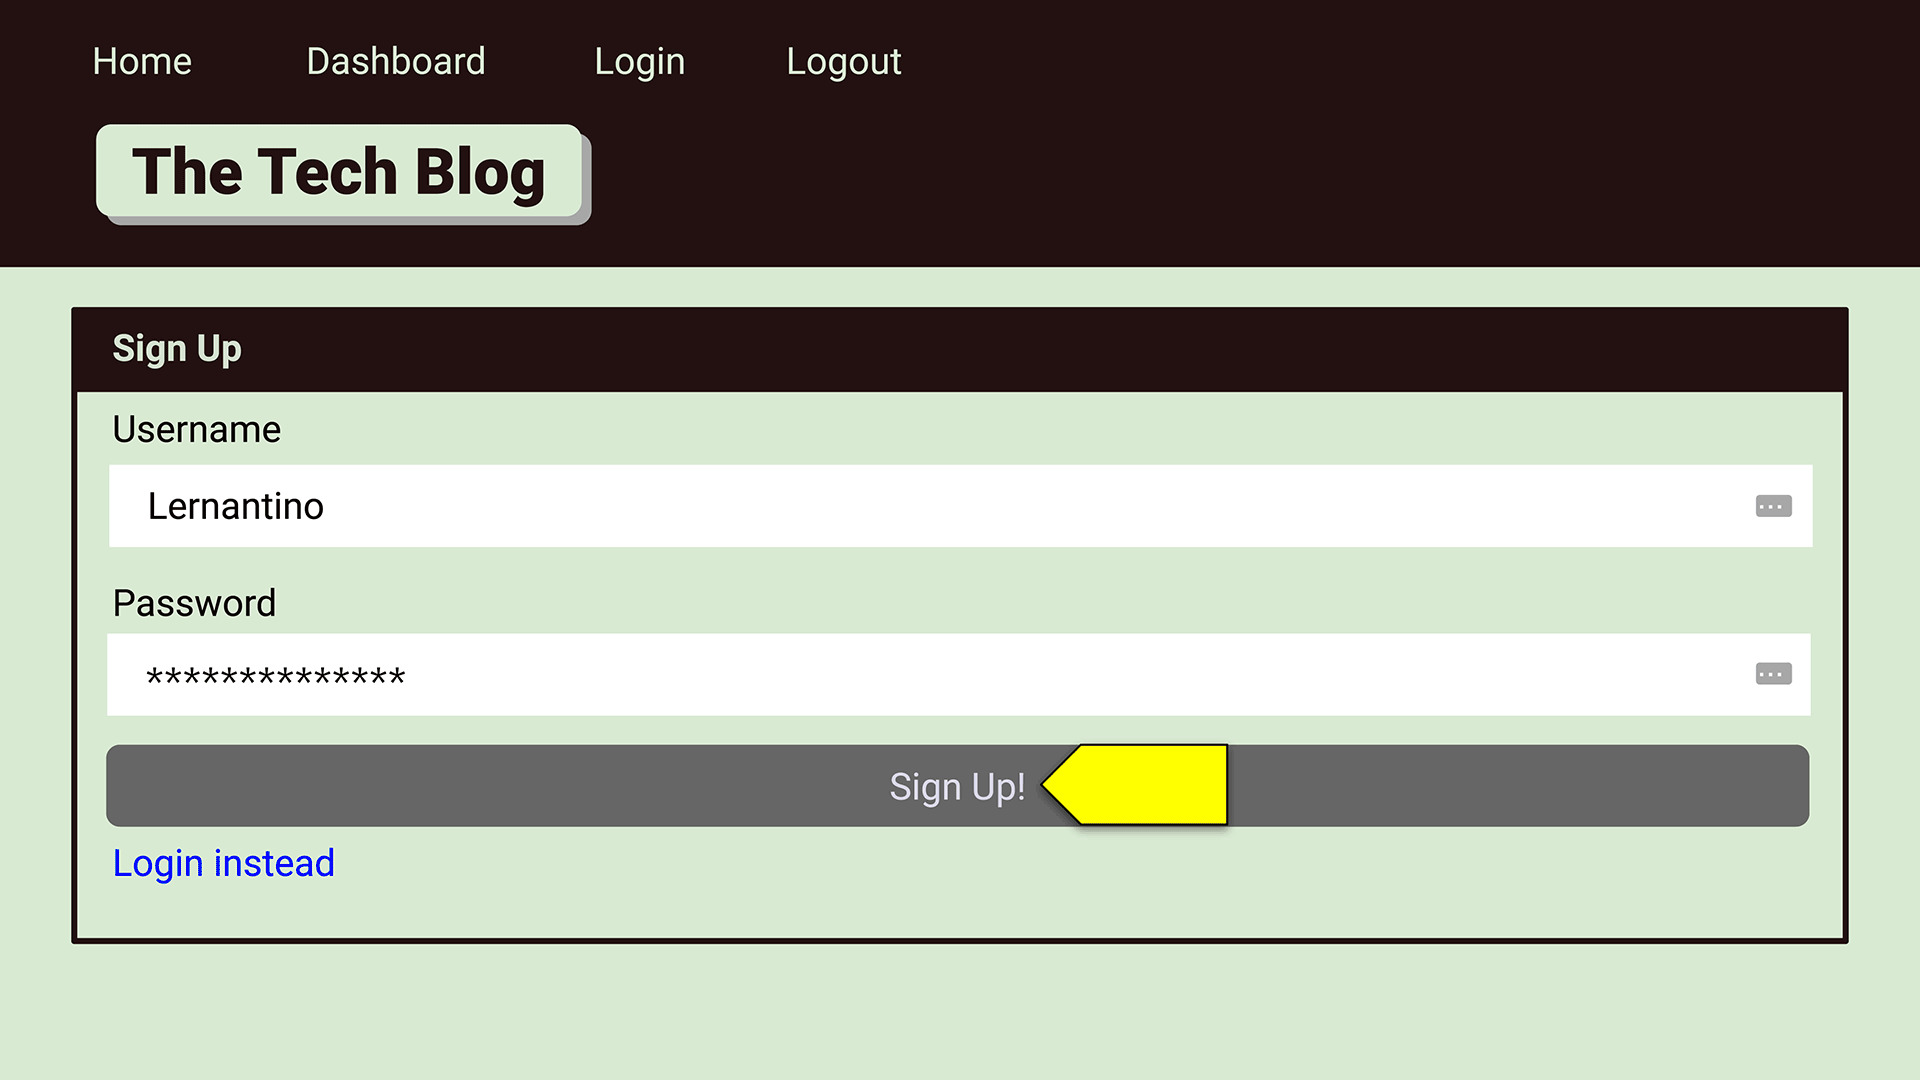 Home Dashboard Login Logout
The Tech Blog
Sign Up
Username
Lernantino
Password
**************
Sign Up!
Login instead